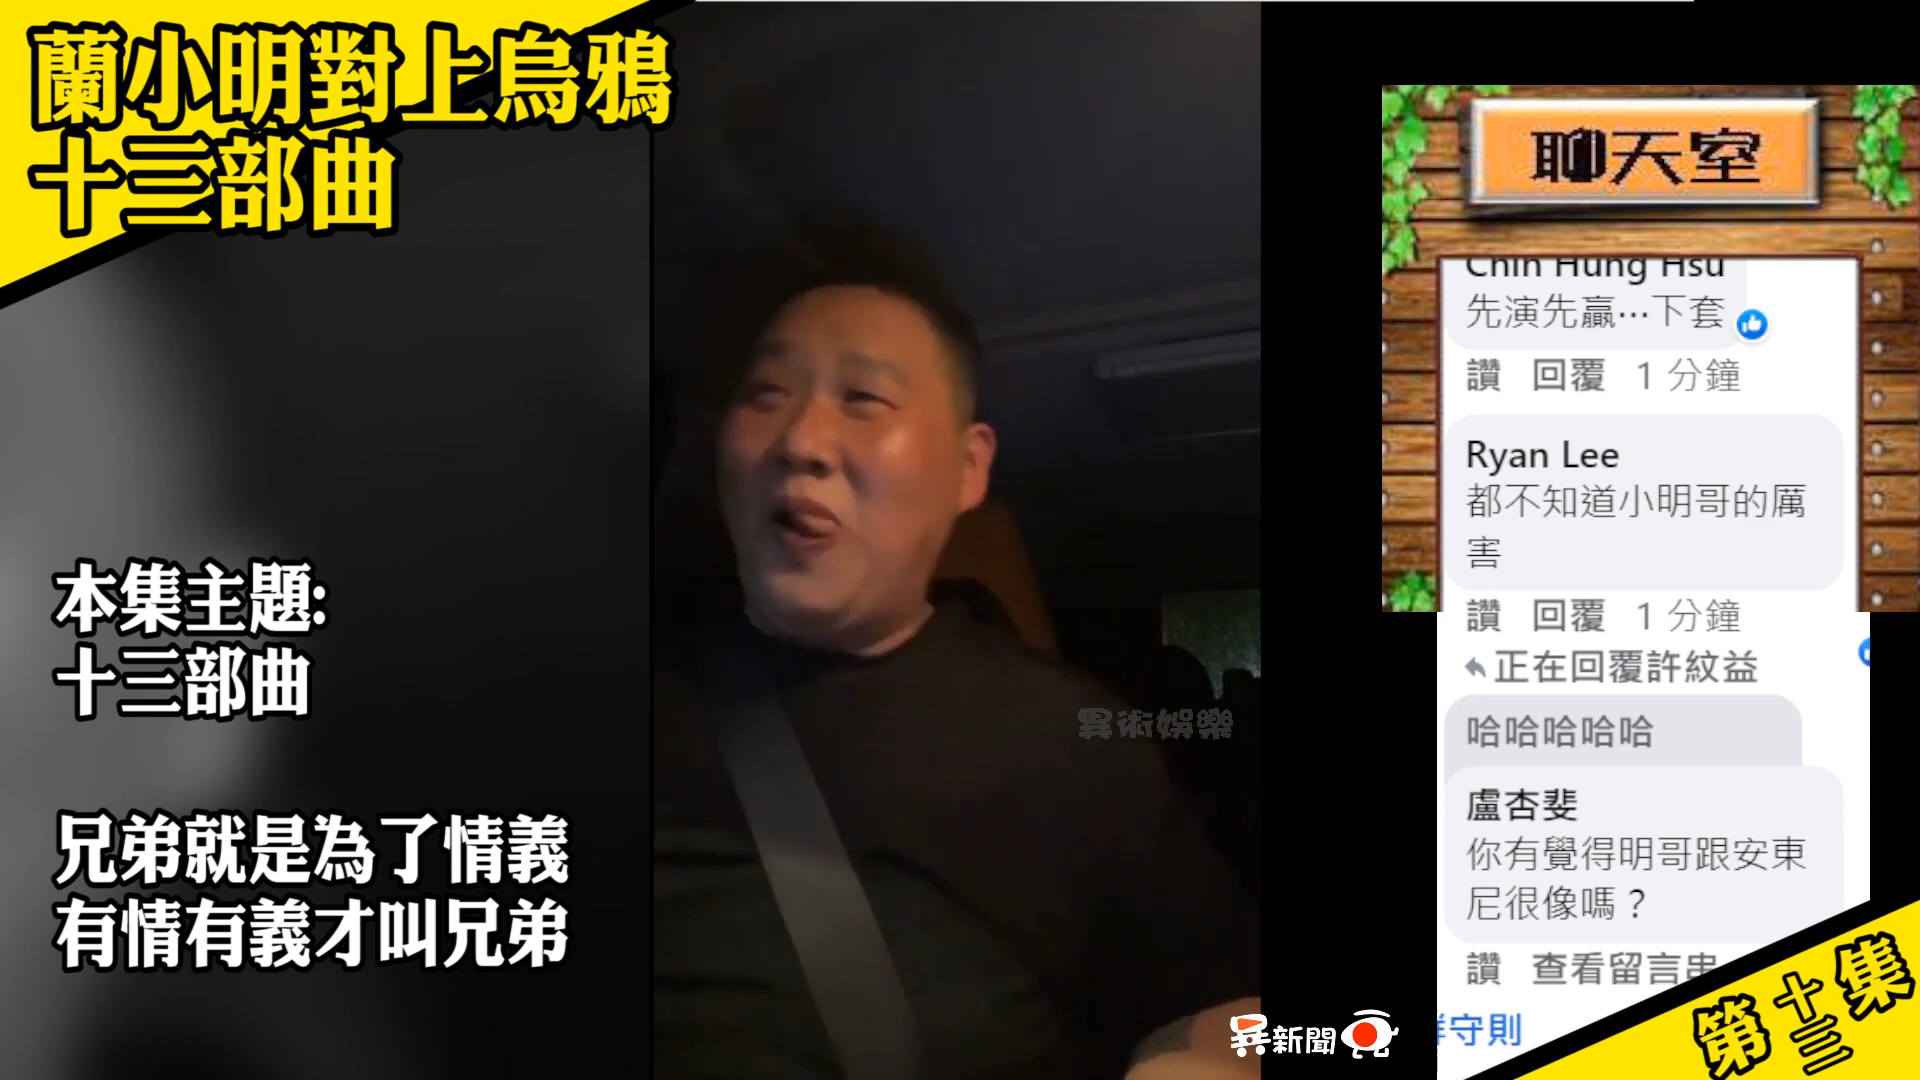 蘭小明對上烏鴉
十三部曲
本集主題:
十三部曲
兄弟就是為了情義
有情有義才叫兄弟
異術娛樂
異新聞
聊天室
Chin Hung Hsu
先演先贏…下套
讚 回覆 1 分鐘
Ryan Lee
都不知道小明哥的厲
害
讚 回覆 1 分鐘
正在回覆許紋益
哈哈哈哈哈
盧杏斐
你有覺得明哥跟安東
尼很像嗎？
讚 查看留言串
守則
第十三集